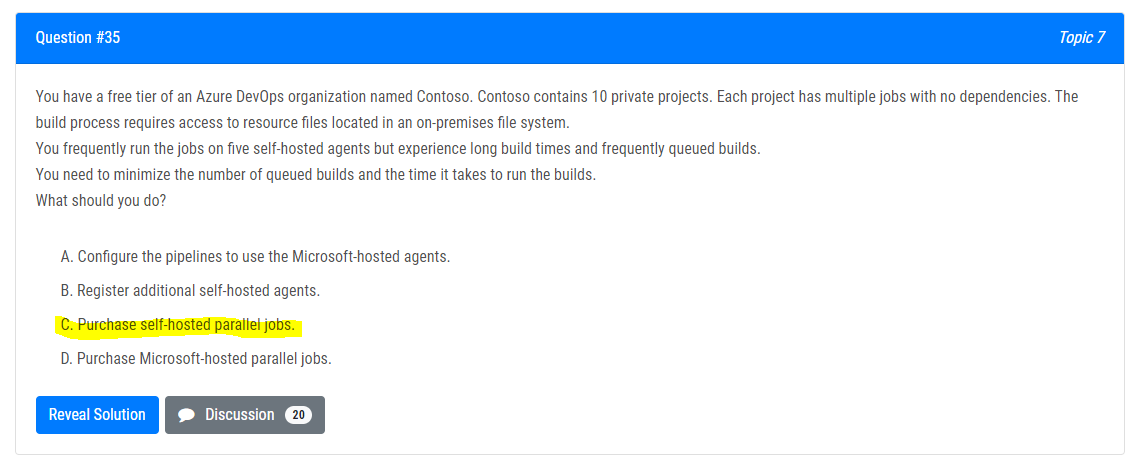 Question #35
Topic 7
You have a free tier of an Azure DevOps organization named Contoso. Contoso contains 10 private projects. Each project has multiple jobs with no dependencies. The
build process requires access to resource files located in an on-premises file system.
You frequently run the jobs on five self-hosted agents but experience long build times and frequently queued builds.
You need to minimize the number of queued builds and the time it takes to run the builds.
What should you do?
A. Configure the pipelines to use the Microsoft-hosted agents.
B. Register additional self-hosted agents.
C. Purchase self-hosted parallel jobs.
D. Purchase Microsoft-hosted parallel jobs.
Reveal Solution
Discussion 20